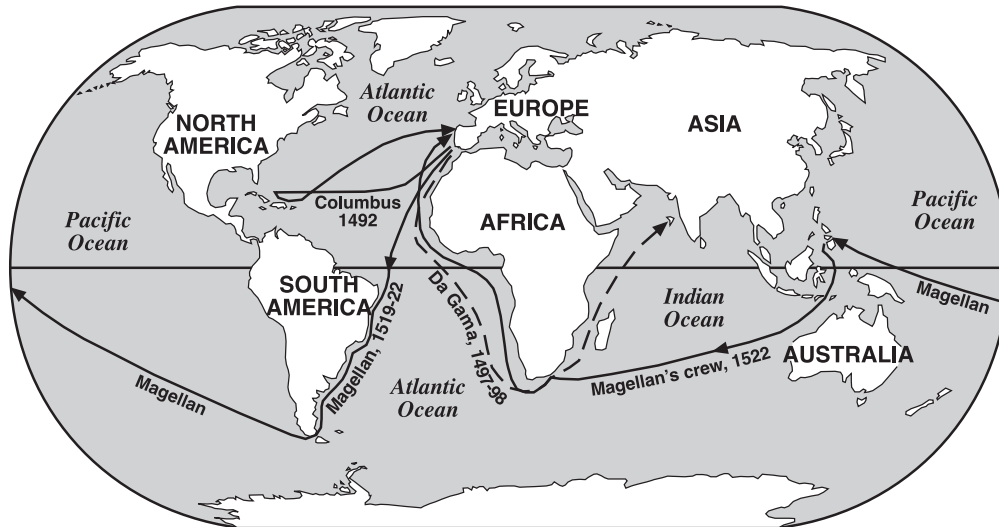 Atlantic
Ocean
EUROPE
NORTH
AMERICA
ASIA
Columbus
1492
Pacific
Ocean
AFRICA
Pacific
Ocean
SOUTH
AMERICA
Da Gama, 1497-98
Magellan, 1519-22
Indian
Ocean
Magellan
AUSTRALIA
Magellan's crew, 1522
Magellan
Atlantic
Ocean